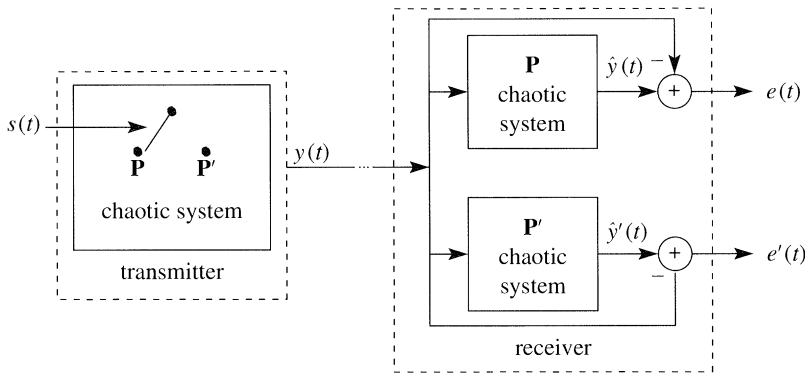 s(t)
P
P′
chaotic system
transmitter
y(t)
...
P
chaotic
system
ŷ(t)
−
+
e(t)
P′
chaotic
system
ŷ′(t)
+
−
e′(t)
receiver